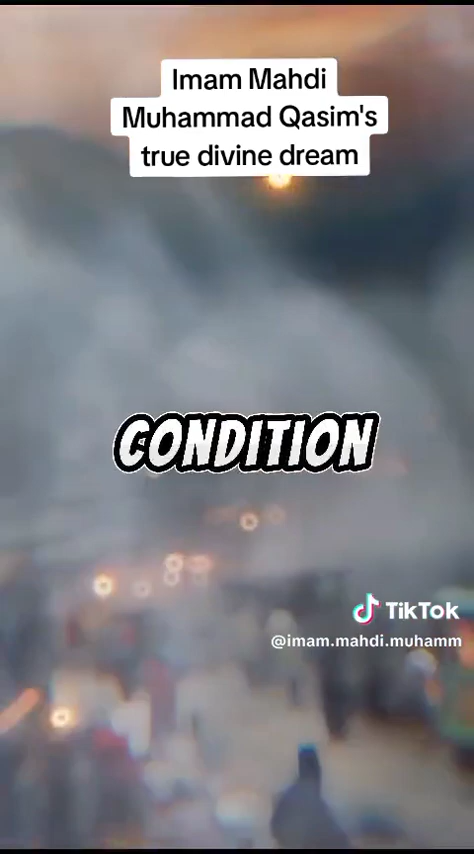 Imam Mahdi
Muhammad Qasim's
true divine dream
CONDITION
TikTok
@imam.mahdi.muhamm